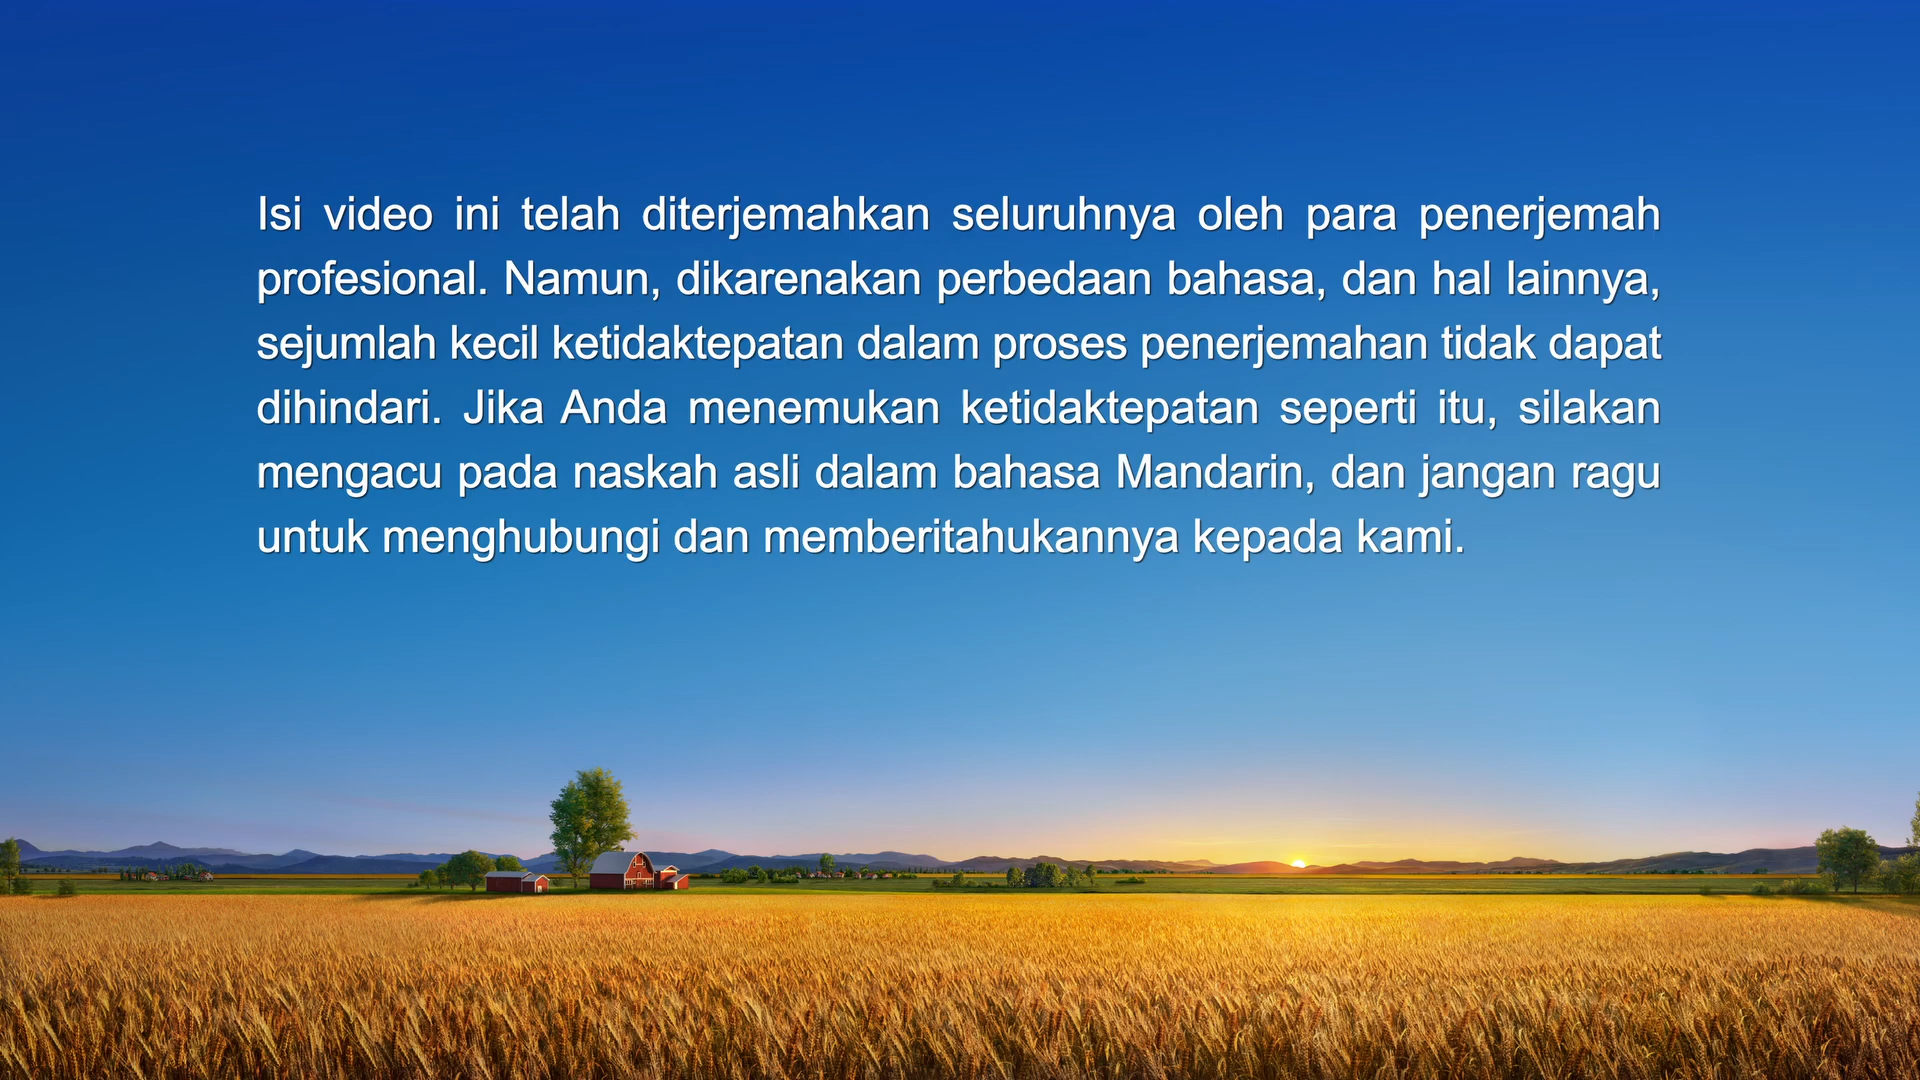 Isi video ini telah diterjemahkan seluruhnya oleh para penerjemah
profesional. Namun, dikarenakan perbedaan bahasa, dan hal lainnya,
sejumlah kecil ketidaktepatan dalam proses penerjemahan tidak dapat
dihindari. Jika Anda menemukan ketidaktepatan seperti itu, silakan
mengacu pada naskah asli dalam bahasa Mandarin, dan jangan ragu
untuk menghubungi dan memberitahukannya kepada kami.